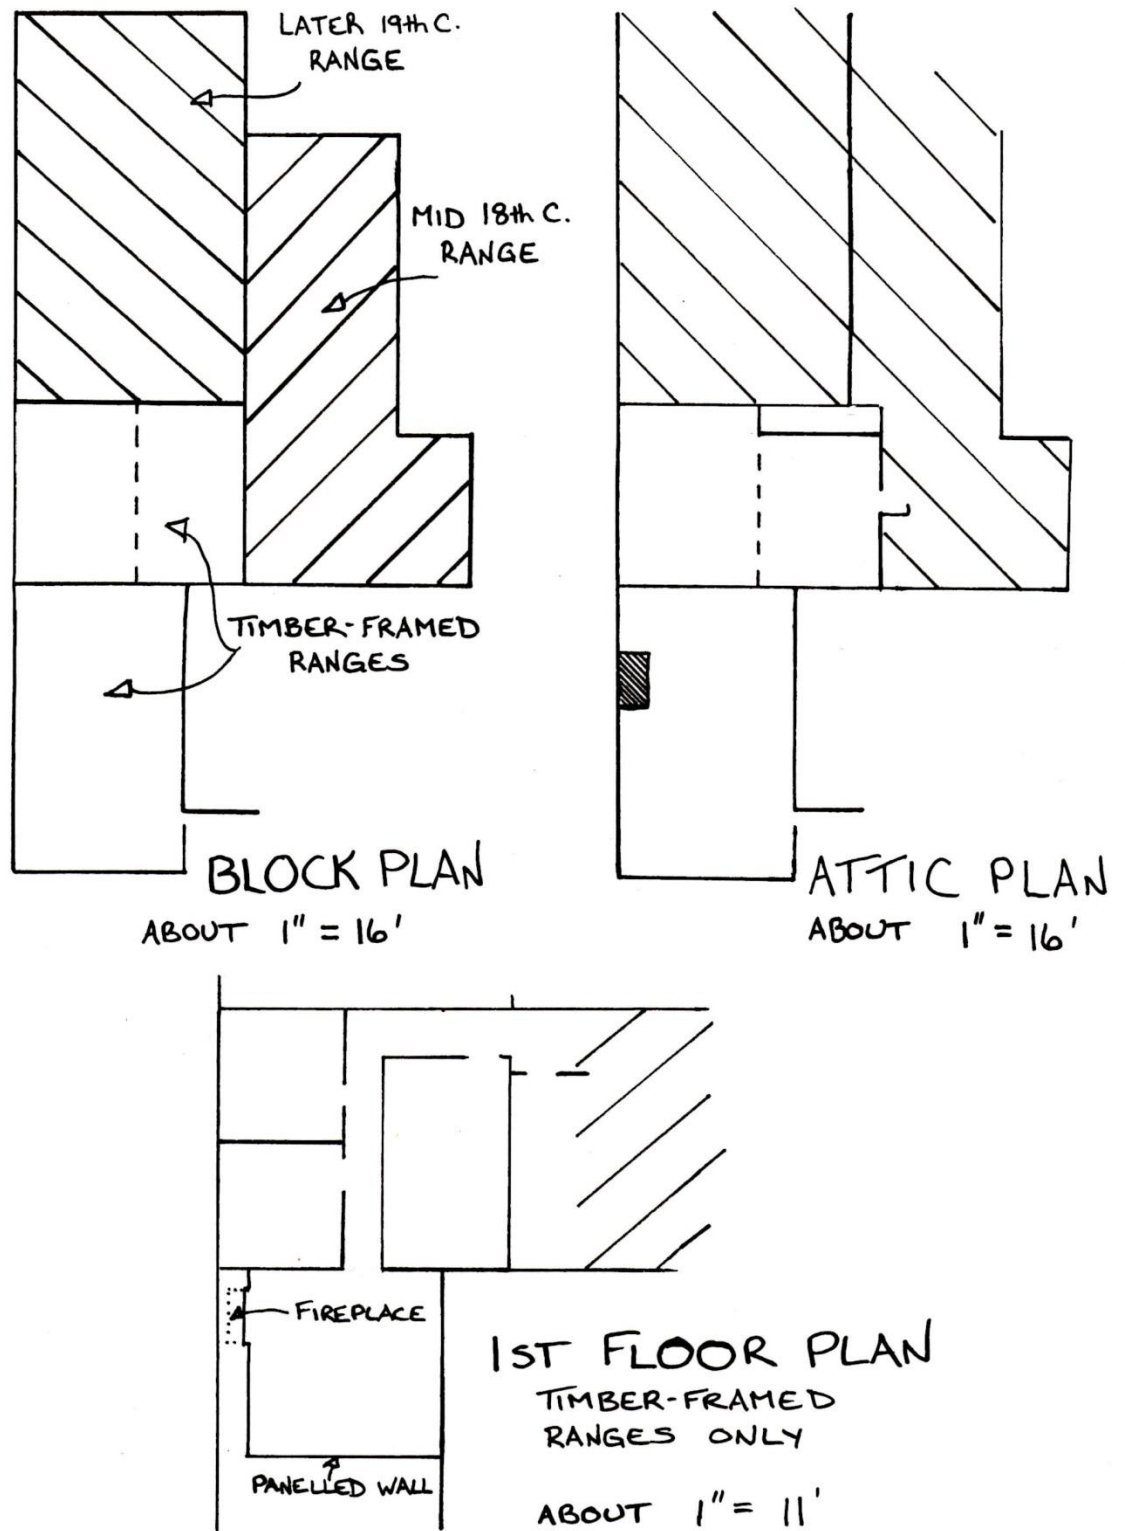 LATER 19th C.
RANGE
MID 18th C.
RANGE
TIMBER-FRAMED
RANGES
BLOCK PLAN
ABOUT 1" = 16'
ATTIC PLAN
ABOUT 1" = 16'
FIREPLACE
1ST FLOOR PLAN
TIMBER-FRAMED
RANGES ONLY
PANELLED WALL
ABOUT 1" = 11'